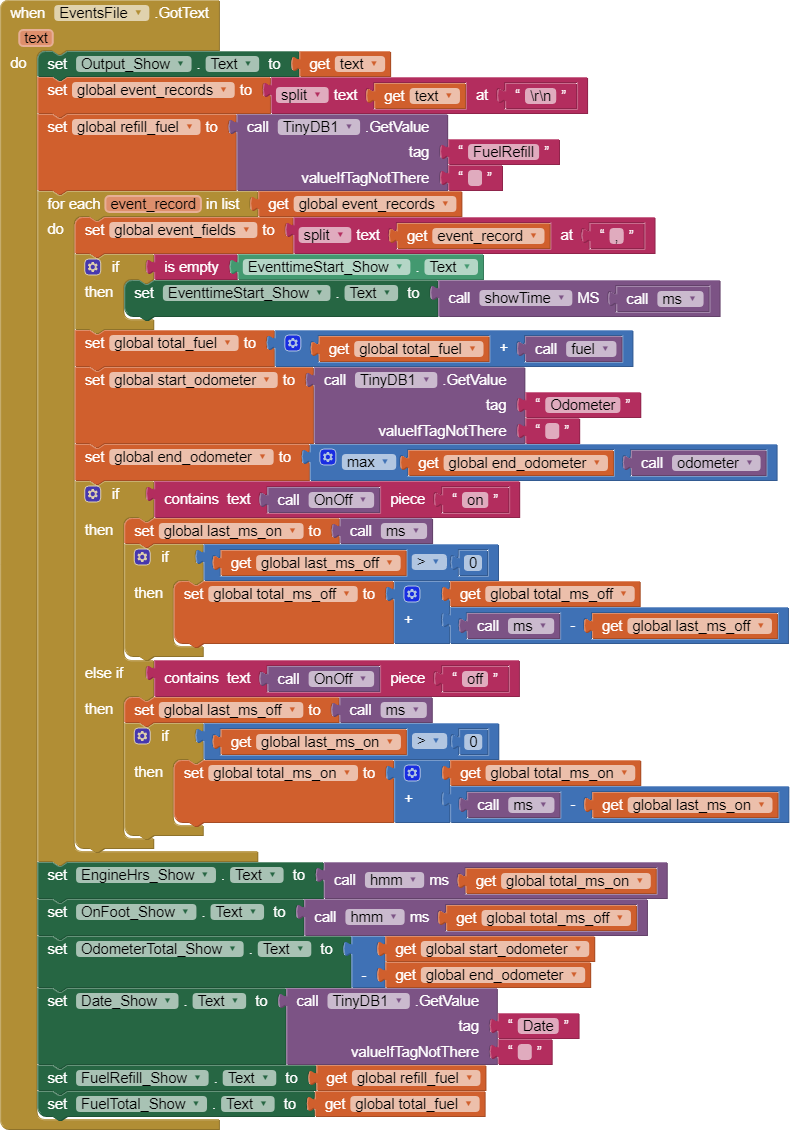 when EventsFile .GotText
text
do set Output_Show . Text to get text
set global event_records to split text get text at “ \r\n ”
set global refill_fuel to call TinyDB1 .GetValue
tag “ FuelRefill ”
valueIfTagNotThere “ ”
for each event_record in list get global event_records
do set global event_fields to split text get event_record at “ , ”
if is empty EventtimeStart_Show . Text
then set EventtimeStart_Show . Text to call showTime MS call ms
set global total_fuel to get global total_fuel + call fuel
set global start_odometer to call TinyDB1 .GetValue
tag “ Odometer ”
valueIfTagNotThere “ ”
set global end_odometer to max get global end_odometer call odometer
if contains text call OnOff piece “ on ”
then set global last_ms_on to call ms
if get global last_ms_off > 0
then set global total_ms_off to get global total_ms_off
+ call ms - get global last_ms_off
else if contains text call OnOff piece “ off ”
then set global last_ms_off to call ms
if get global last_ms_on > 0
then set global total_ms_on to get global total_ms_on
+ call ms - get global last_ms_on
set EngineHrs_Show . Text to call hmm ms get global total_ms_on
set OnFoot_Show . Text to call hmm ms get global total_ms_off
set OdometerTotal_Show . Text to get global start_odometer
- get global end_odometer
set Date_Show . Text to call TinyDB1 .GetValue
tag “ Date ”
valueIfTagNotThere “ ”
set FuelRefill_Show . Text to get global refill_fuel
set FuelTotal_Show . Text to get global total_fuel